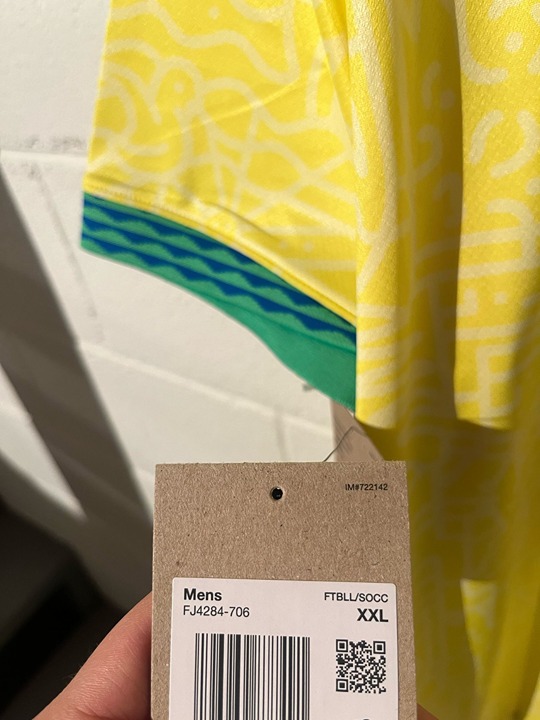 IM#722142
Mens FTBLL/SOCC
FJ4284-706 XXL